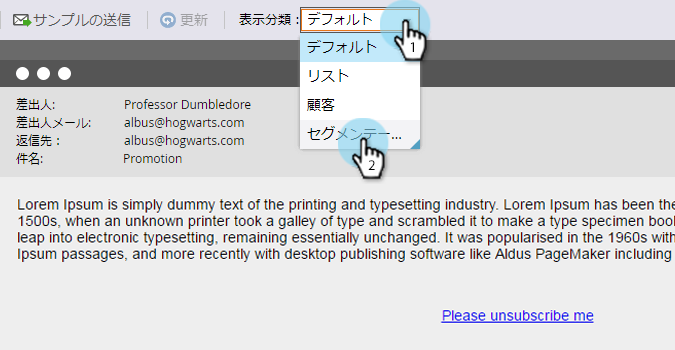 サンプルの送信 更新 表示分類 : デフォルト
1
デフォルト
リスト
顧客
セグメンテー...
2
差出人: Professor Dumbledore
差出人メール: albus@hogwarts.com
返信先 : albus@hogwarts.com
件名: Promotion
Lorem Ipsum is simply dummy text of the printing and typesetting industry. Lorem Ipsum has been the
1500s, when an unknown printer took a galley of type and scrambled it to make a type specimen bool
leap into electronic typesetting, remaining essentially unchanged. It was popularised in the 1960s with
Ipsum passages, and more recently with desktop publishing software like Aldus PageMaker including
Please unsubscribe me